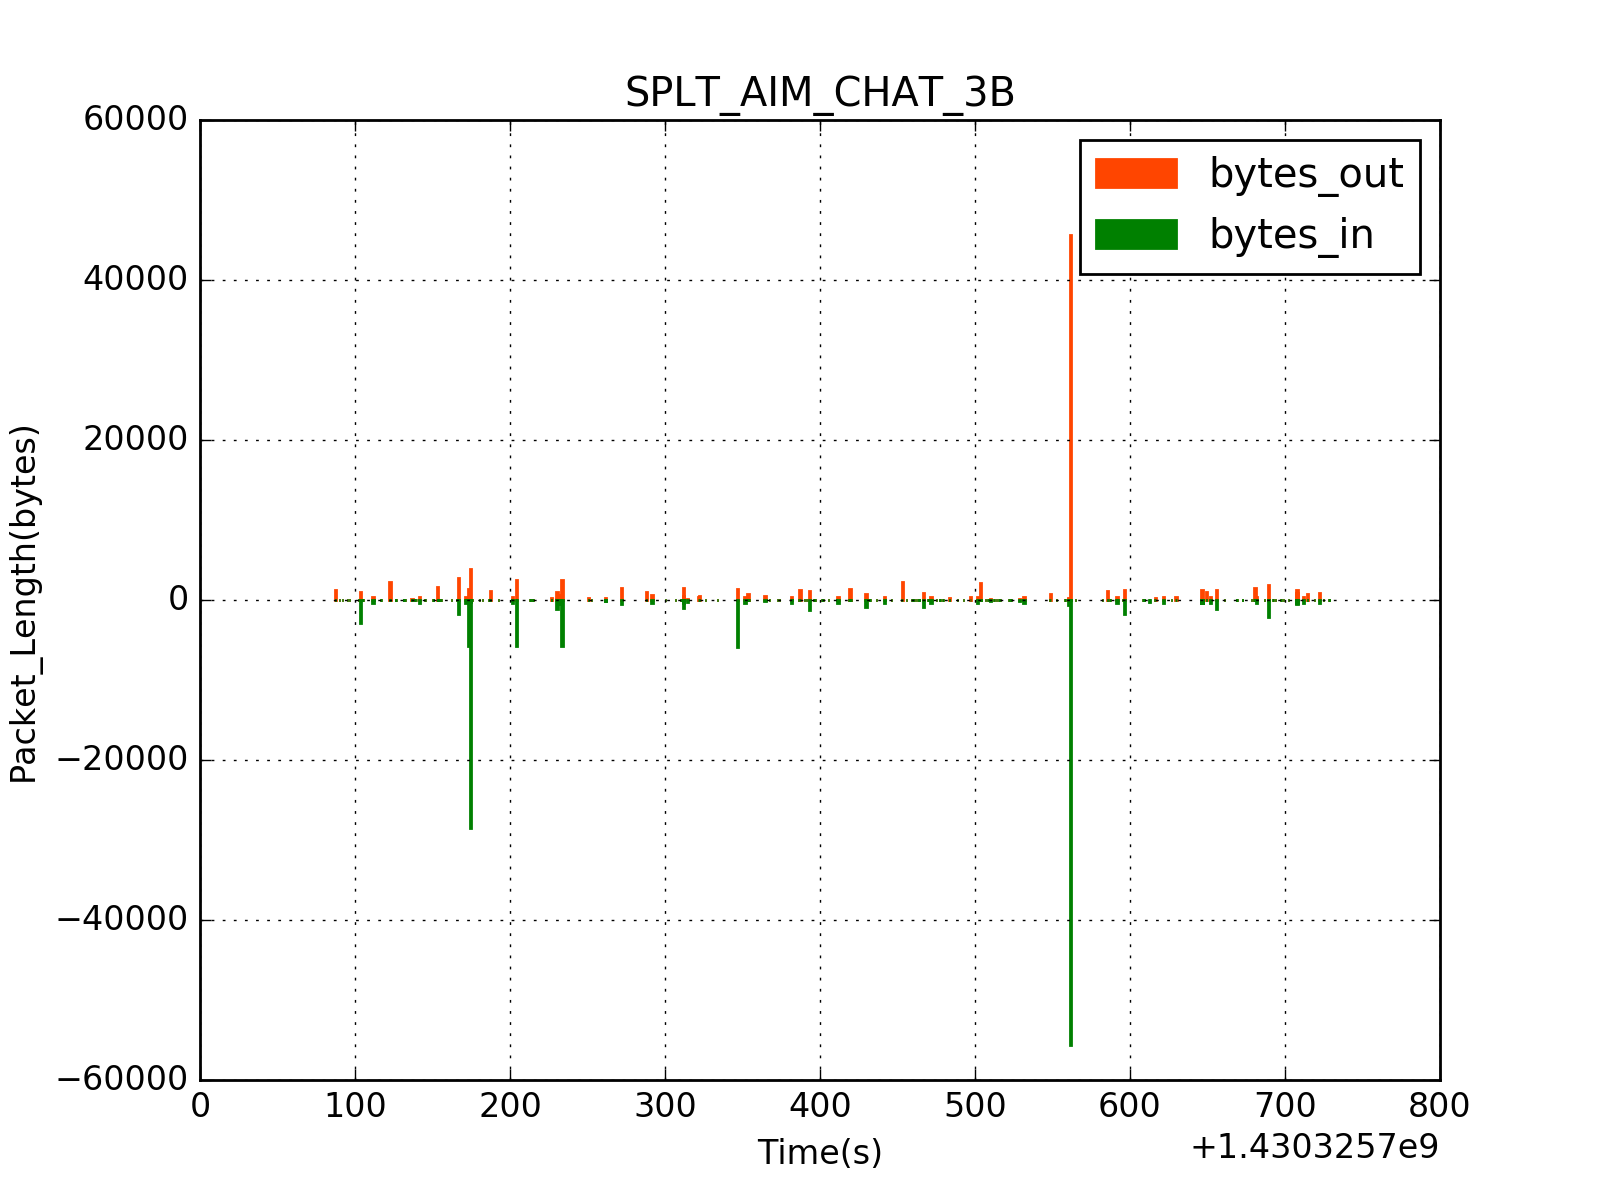 SPLT_AIM_CHAT_3B
60000
40000
20000
0
−20000
−40000
−60000
Packet_Length(bytes)
bytes_out
bytes_in
0 100 200 300 400 500 600 700 800
Time(s)
+1.4303257e9